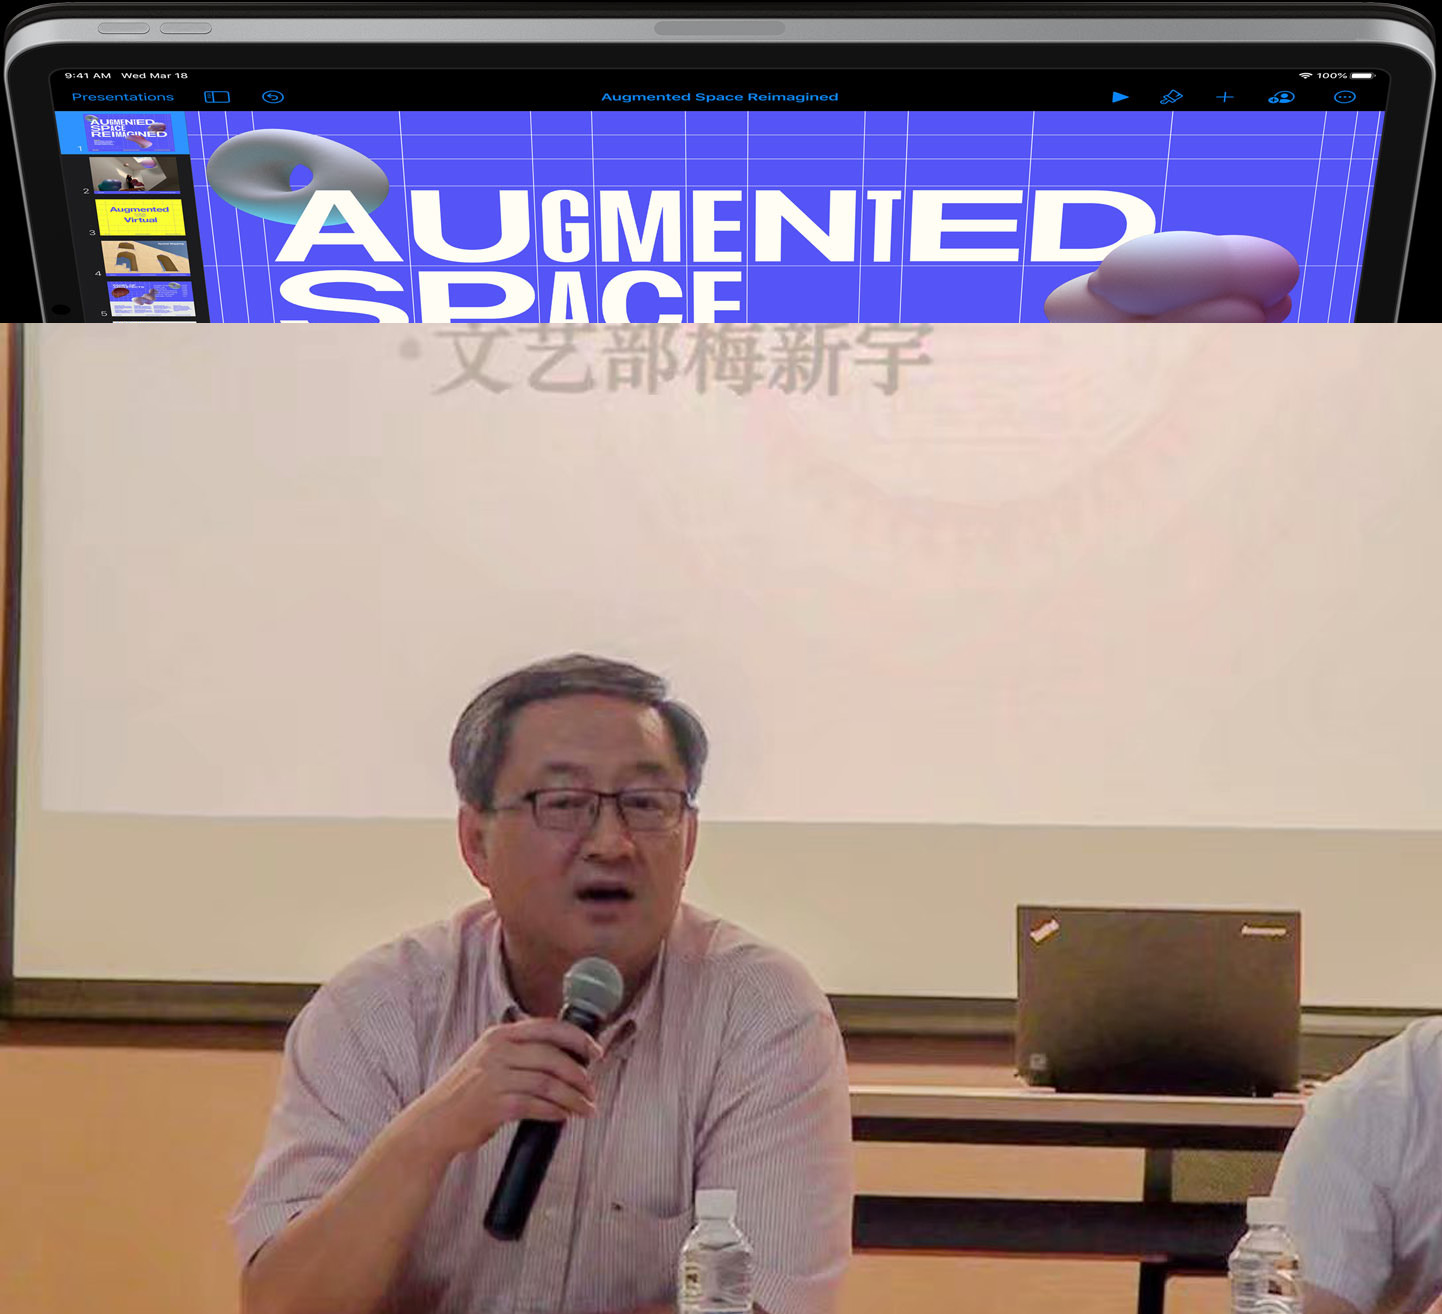 9:41 AM Wed Mar 18
100%
Presentations
Augmented Space Reimagined
1
AUGMENTED
SPACE
REIMAGINED
2
3
Augmented
Virtual
4
5
AUGMENTED
SPACE
•文艺部梅新宇